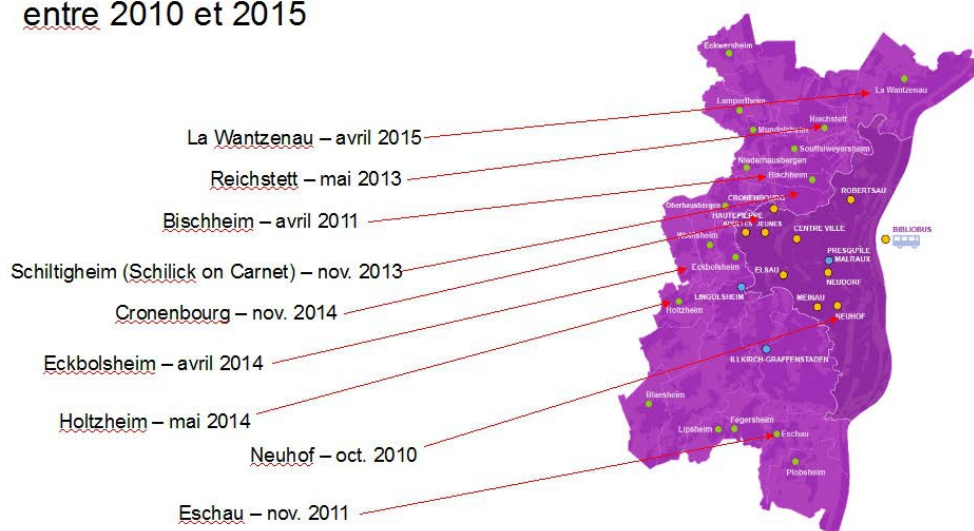 entre 2010 et 2015
La Wantzenau – avril 2015
Reichstett – mai 2013
Bischheim – avril 2011
Schiltigheim (Schilick on Carnet) – nov. 2013
Cronenbourg – nov. 2014
Eckbolsheim – avril 2014
Holtzheim – mai 2014
Neuhof – oct. 2010
Eschau – nov. 2011
Eckwersheim
La Wantzenau
Lampertheim
Reichstett
Mundolsheim
Souffelweyersheim
Niederhausbergen
Bischheim
CRONENBOURG
ROBERTSAU
Oberhausbergen
HAUTEPIERRE
CENTRE VILLE
BIBLIOBUS
Wolfisheim
PRESQU'ÎLE
MALRAUX
Eckbolsheim
ELSAU
NEUDORF
LINGOLSHEIM
Holtzheim
MEINAU
NEUHOF
ILLKIRCH-GRAFFENSTADEN
Blaesheim
Lipsheim
Fegersheim
Eschau
Plobsheim